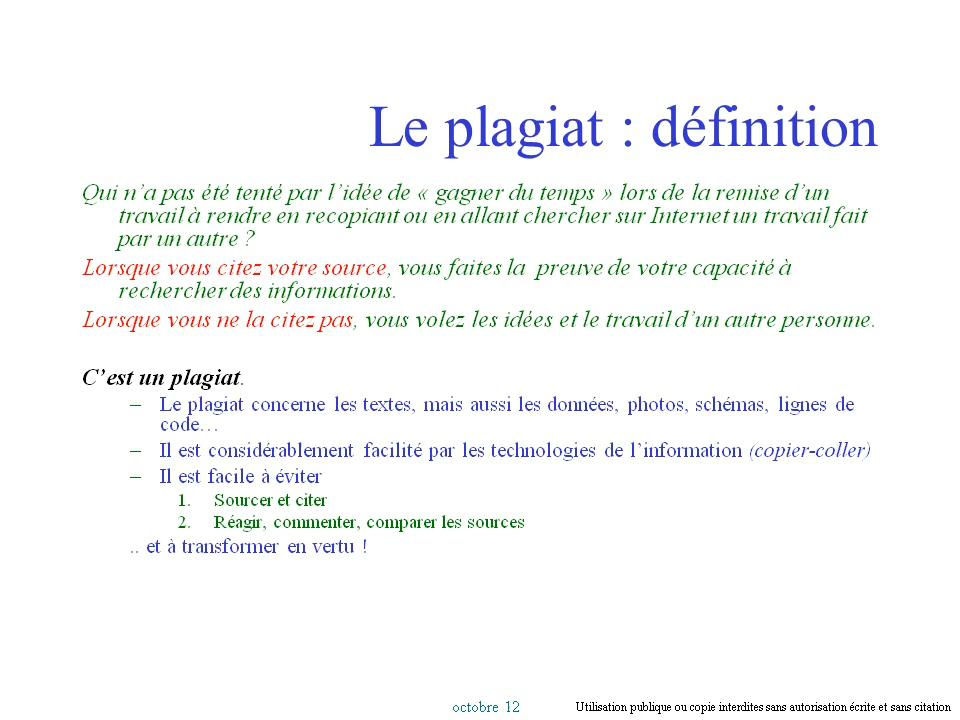 Le plagiat : définition
Qui n’a pas été tenté par l’idée de « gagner du temps » lors de la remise d’un
travail à rendre en recopiant ou en allant chercher sur Internet un travail fait
par un autre ?
Lorsque vous citez votre source, vous faites la  preuve de votre capacité à
rechercher des informations.
Lorsque vous ne la citez pas, vous volez les idées et le travail d’un autre personne.
C’est un plagiat.
– Le plagiat concerne les textes, mais aussi les données, photos, schémas, lignes de
code…
– Il est considérablement facilité par les technologies de l’information (copier-coller)
– Il est facile à éviter
1. Sourcer et citer
2. Réagir, commenter, comparer les sources
.. et à transformer en vertu !
octobre 12
Utilisation publique ou copie interdites sans autorisation écrite et sans citation